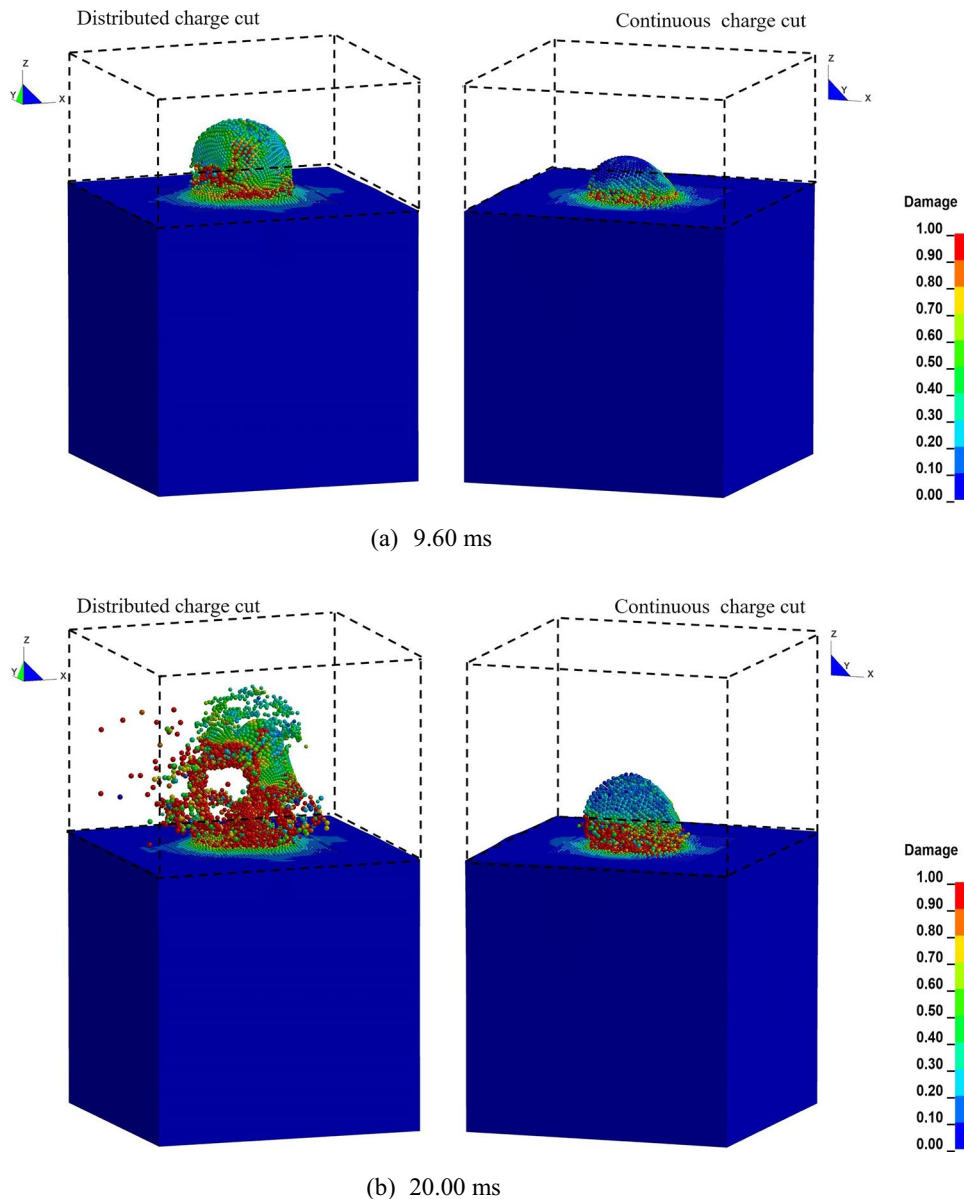 Distributed charge cut
Continuous charge cut
Z
Y
X
Z
Y
X
Damage
1.00
0.90
0.80
0.70
0.60
0.50
0.40
0.30
0.20
0.10
0.00
(a) 9.60 ms
Distributed charge cut
Continuous charge cut
Z
Y
X
Z
Y
X
Damage
1.00
0.90
0.80
0.70
0.60
0.50
0.40
0.30
0.20
0.10
0.00
(b) 20.00 ms